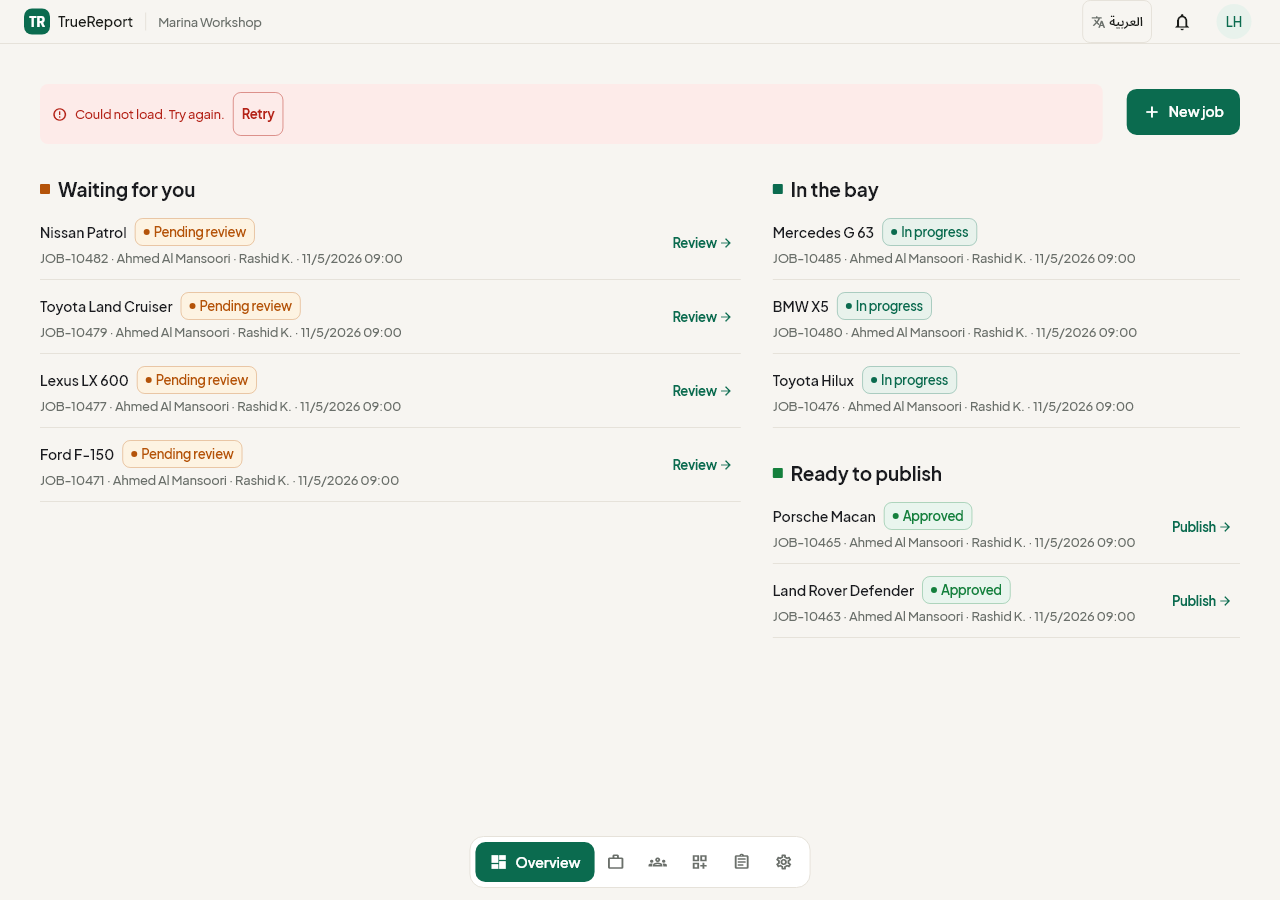 TR TrueReport Marina Workshop العربية LH
Could not load. Try again. Retry
New job
Waiting for you
Nissan Patrol Pending review
JOB-10482 · Ahmed Al Mansoori · Rashid K. · 11/5/2026 09:00
Review →
Toyota Land Cruiser Pending review
JOB-10479 · Ahmed Al Mansoori · Rashid K. · 11/5/2026 09:00
Review →
Lexus LX 600 Pending review
JOB-10477 · Ahmed Al Mansoori · Rashid K. · 11/5/2026 09:00
Review →
Ford F-150 Pending review
JOB-10471 · Ahmed Al Mansoori · Rashid K. · 11/5/2026 09:00
Review →
In the bay
Mercedes G 63 In progress
JOB-10485 · Ahmed Al Mansoori · Rashid K. · 11/5/2026 09:00
BMW X5 In progress
JOB-10480 · Ahmed Al Mansoori · Rashid K. · 11/5/2026 09:00
Toyota Hilux In progress
JOB-10476 · Ahmed Al Mansoori · Rashid K. · 11/5/2026 09:00
Ready to publish
Porsche Macan Approved
JOB-10465 · Ahmed Al Mansoori · Rashid K. · 11/5/2026 09:00
Publish →
Land Rover Defender Approved
JOB-10463 · Ahmed Al Mansoori · Rashid K. · 11/5/2026 09:00
Publish →
Overview